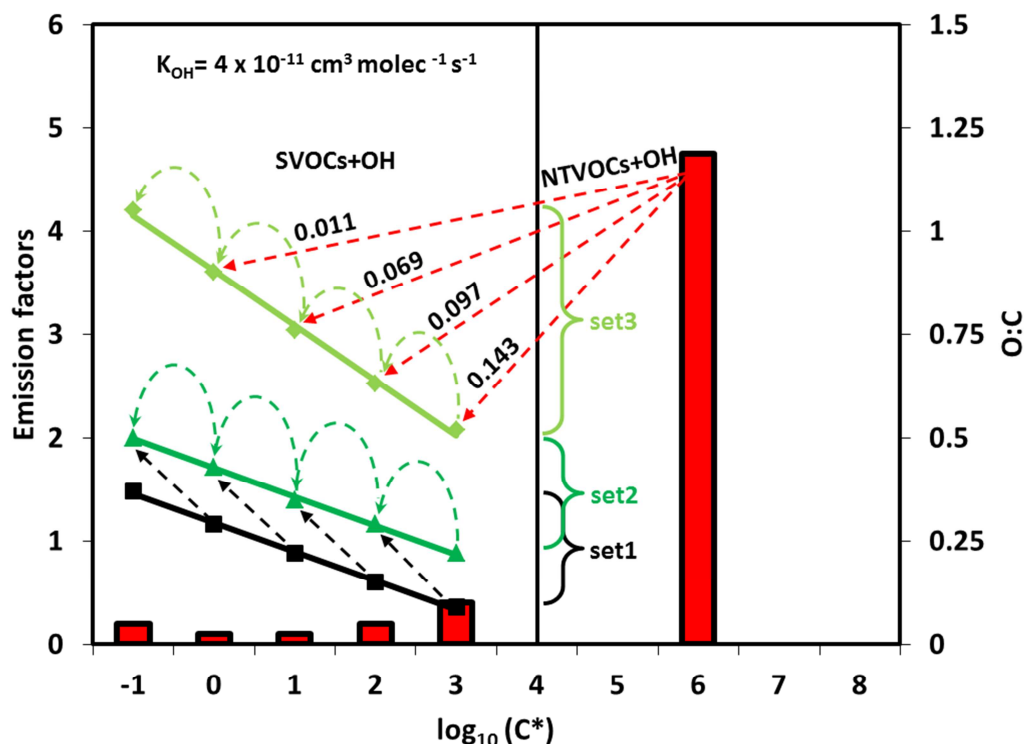 K_OH= 4 x 10^-11 cm^3 molec ^-1 s^-1
SVOCs+OH
NTVOCs+OH
0.011
0.069
0.097
0.143
set3
set2
set1
Emission factors
6
5
4
3
2
1
0
O:C
1.5
1.25
1
0.75
0.5
0.25
0
-1 0 1 2 3 4 5 6 7 8
log_10 (C*)